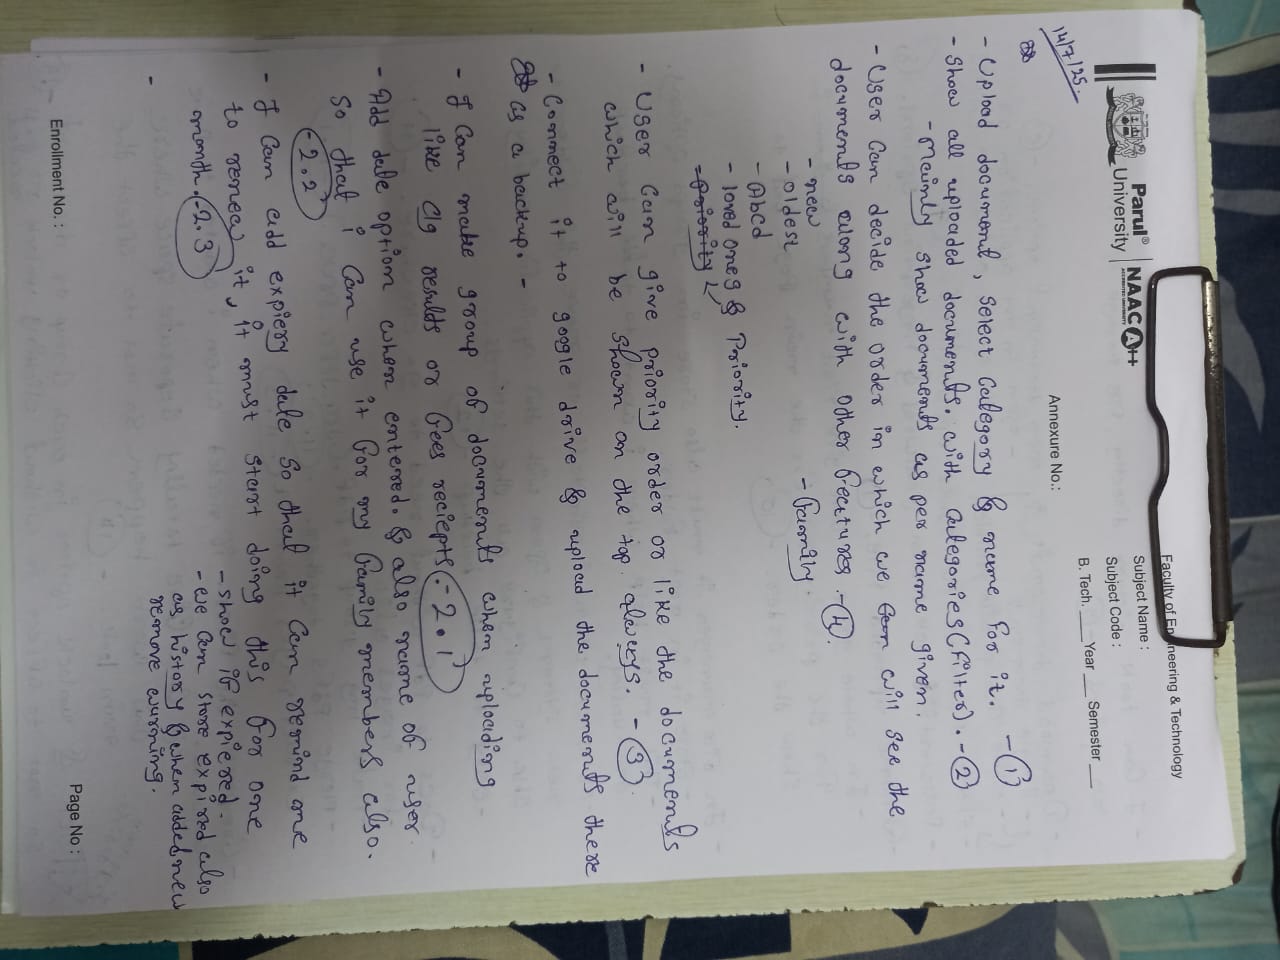 Faculty of Engineering & Technology
Parul® University
NAAC A++
ACCREDITED UNIVERSITY
Subject Name :
Subject Code :
B. Tech. ____Year ___ Semester ___
14/7/25.
Annexure No.:
- Upload document, select Category & name for it. - 1
- Show all uploaded documents. with categories (filter). - 2
- Mainly show documents as per name given.
- User can decide the order in which we will see the
documents along with other features - 4.
- new
- Family
- oldest
- Abcd
- loved ones & Priority.
- Priority
- User can give priority order or like the documents
which will be shown on the top always. - 3
- Connect it to google drive & upload the documents there
as a backup. -
- I can make group of documents when uploading
like clg results or fees reciepts. - 2.1
- Add date option when entered. & also name of user
so that i can use it for my family members also.
- 2.2
- I can add expiery date so that it can remind me
to renew it, it must start doing this for one
month. - 2.3
- show if expiered.
- we can store expired also
as history & when added new
remove warning.
-
Enrollment No. :
Page No :